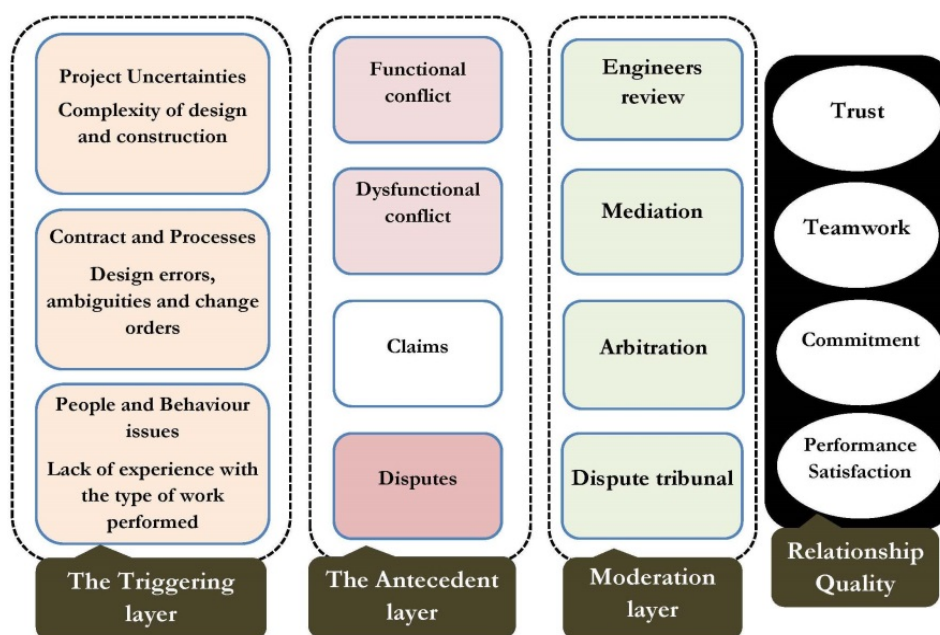 Project Uncertainties
Complexity of design
and construction
Contract and Processes
Design errors,
ambiguities and change
orders
People and Behaviour
issues
Lack of experience with
the type of work
performed
The Triggering
layer
Functional
conflict
Dysfunctional
conflict
Claims
Disputes
The Antecedent
layer
Engineers
review
Mediation
Arbitration
Dispute tribunal
Moderation
layer
Trust
Teamwork
Commitment
Performance
Satisfaction
Relationship
Quality